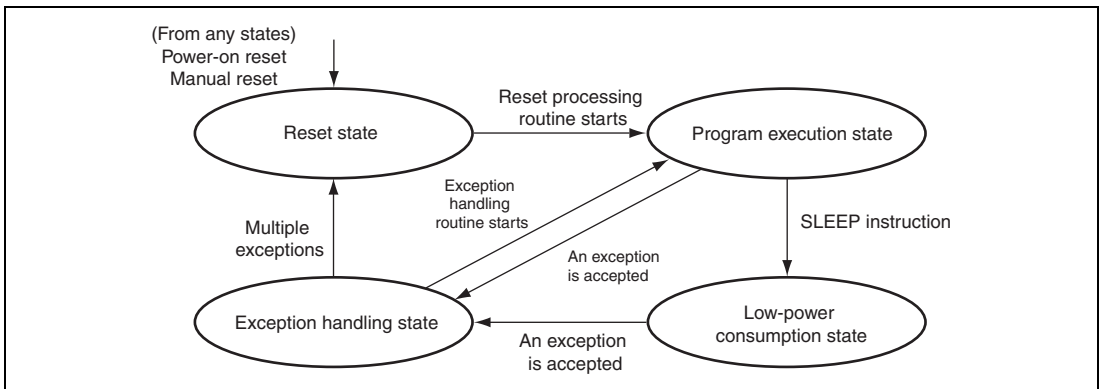 (From any states)
Power-on reset
Manual reset
Reset state
Reset processing
routine starts
Program execution state
Exception
handling
routine starts
Multiple
exceptions
An exception
is accepted
SLEEP instruction
Exception handling state
An exception
is accepted
Low-power
consumption state